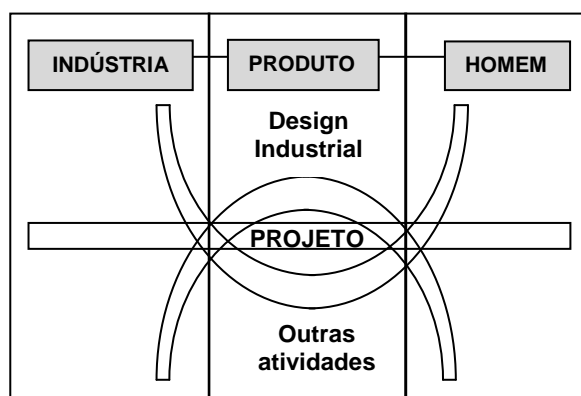 INDÚSTRIA PRODUTO HOMEM
Design
Industrial
PROJETO
Outras
atividades